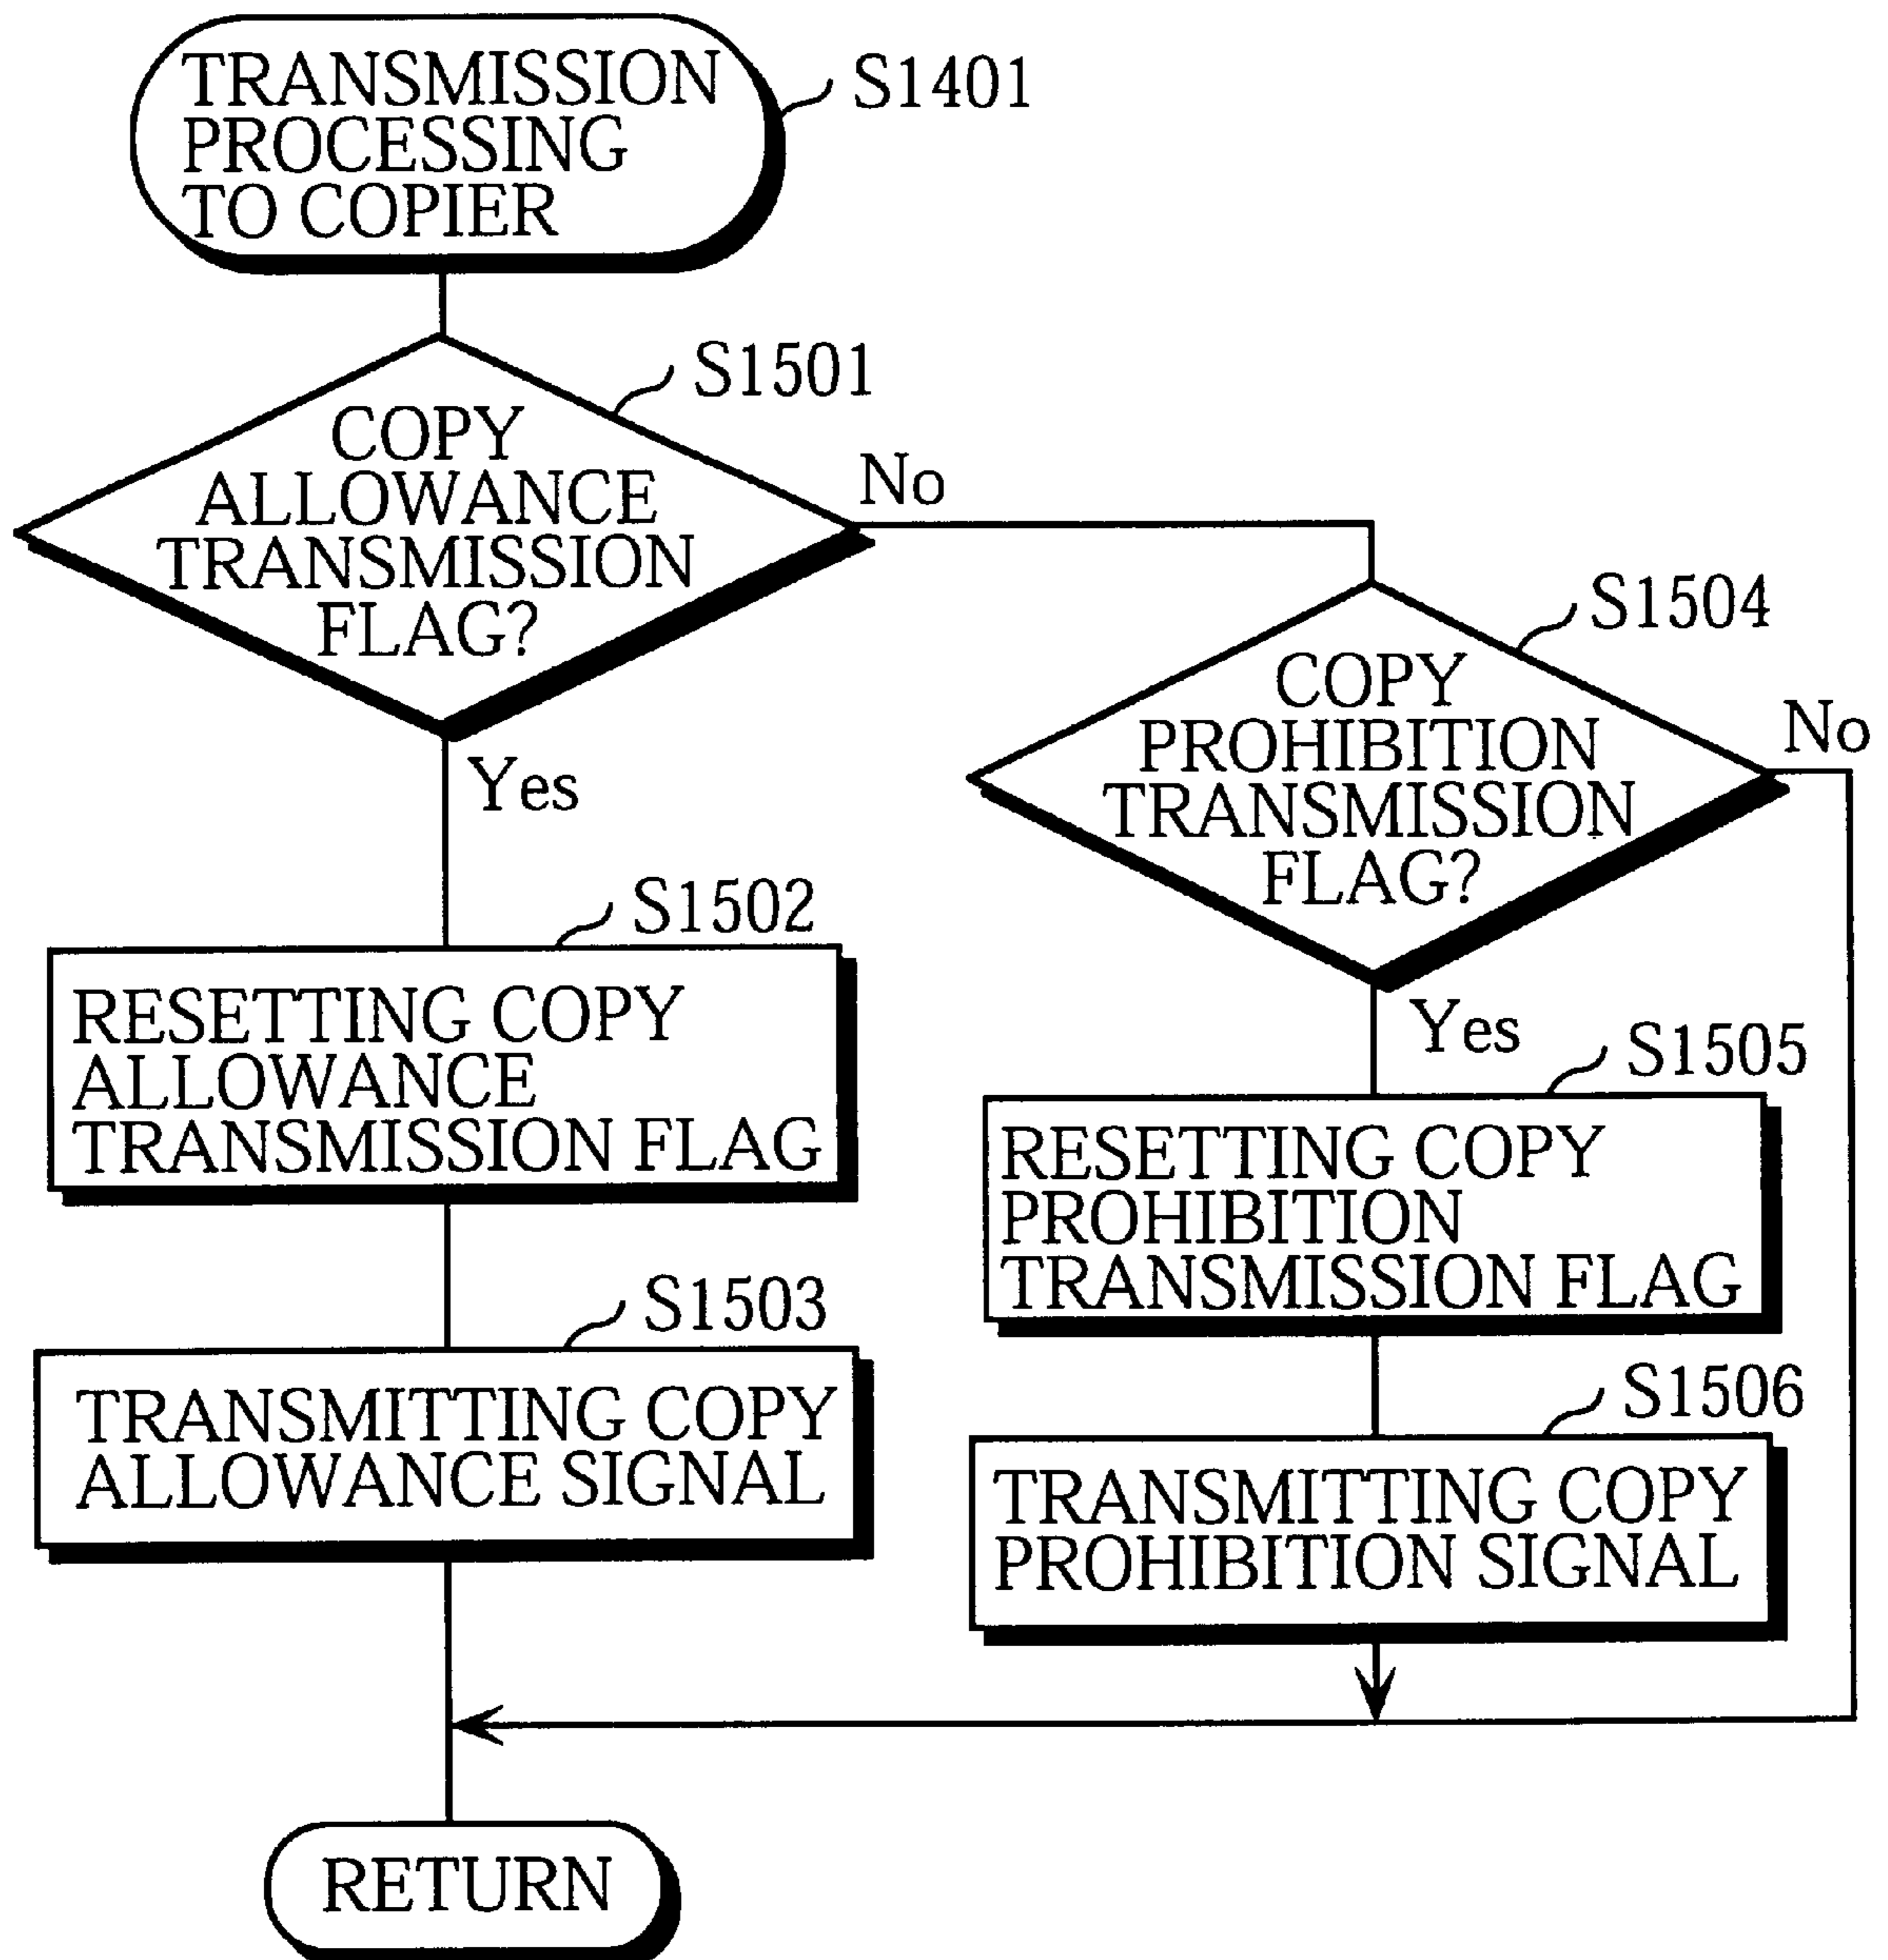 TRANSMISSION
PROCESSING
TO COPIER
S1401
S1501
COPY
ALLOWANCE
TRANSMISSION
FLAG?
No
Yes
S1504
COPY
PROHIBITION
TRANSMISSION
FLAG?
No
Yes
S1502
RESETTING COPY
ALLOWANCE
TRANSMISSION FLAG
S1505
RESETTING COPY
PROHIBITION
TRANSMISSION FLAG
S1503
TRANSMITTING COPY
ALLOWANCE SIGNAL
S1506
TRANSMITTING COPY
PROHIBITION SIGNAL
RETURN